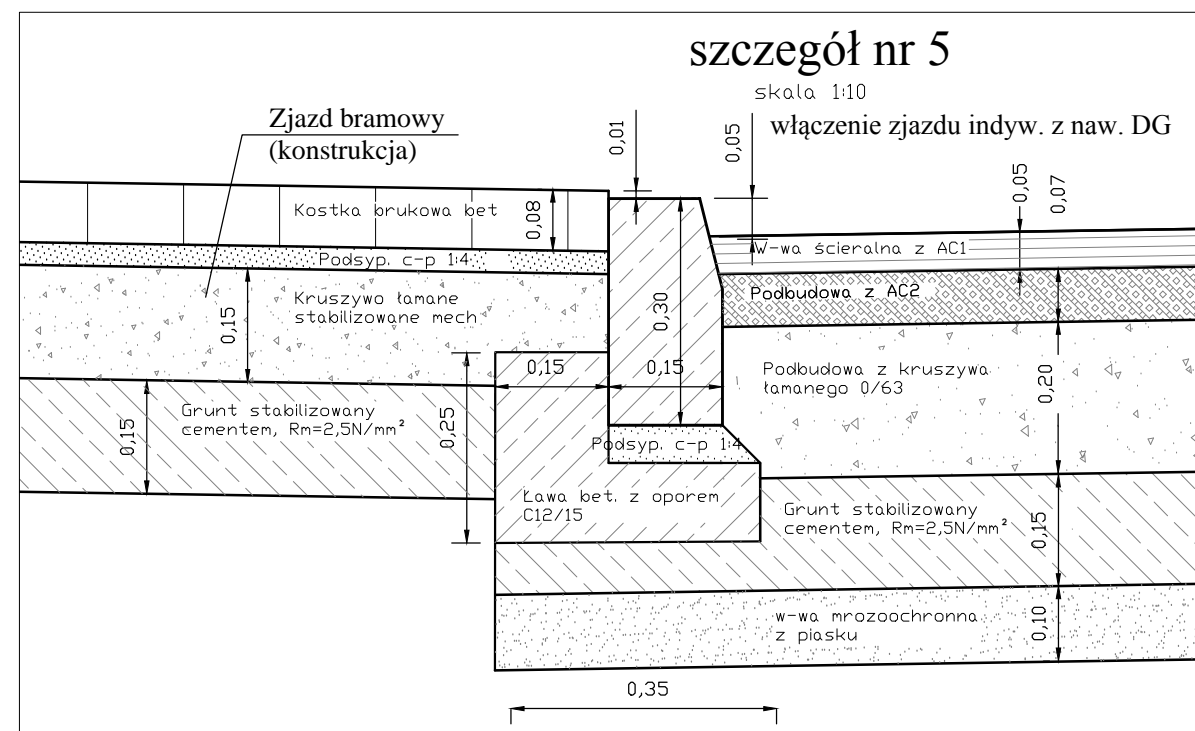 szczegół nr 5
skala 1:10
włączenie zjazdu indyw. z naw. DG
Zjazd bramowy
(konstrukcja)
0,01
0,05
0,05
0,07
Kostka brukowa bet
0,08
W-wa ścieralna z AC1
Podsyp. c-p 1:4
Podbudowa z AC2
Kruszywo łamane
stabilizowane mech
0,15
0,30
0,15
0,15
Podbudowa z kruszywa
łamanego 0/63
0,20
Grunt stabilizowany
cementem, Rm=2,5N/mm²
0,15
0,25
Podsyp. c-p 1:4
Ława bet. z oporem
C12/15
Grunt stabilizowany
cementem, Rm=2,5N/mm²
0,15
w-wa mrozoochronna
z piasku
0,10
0,35